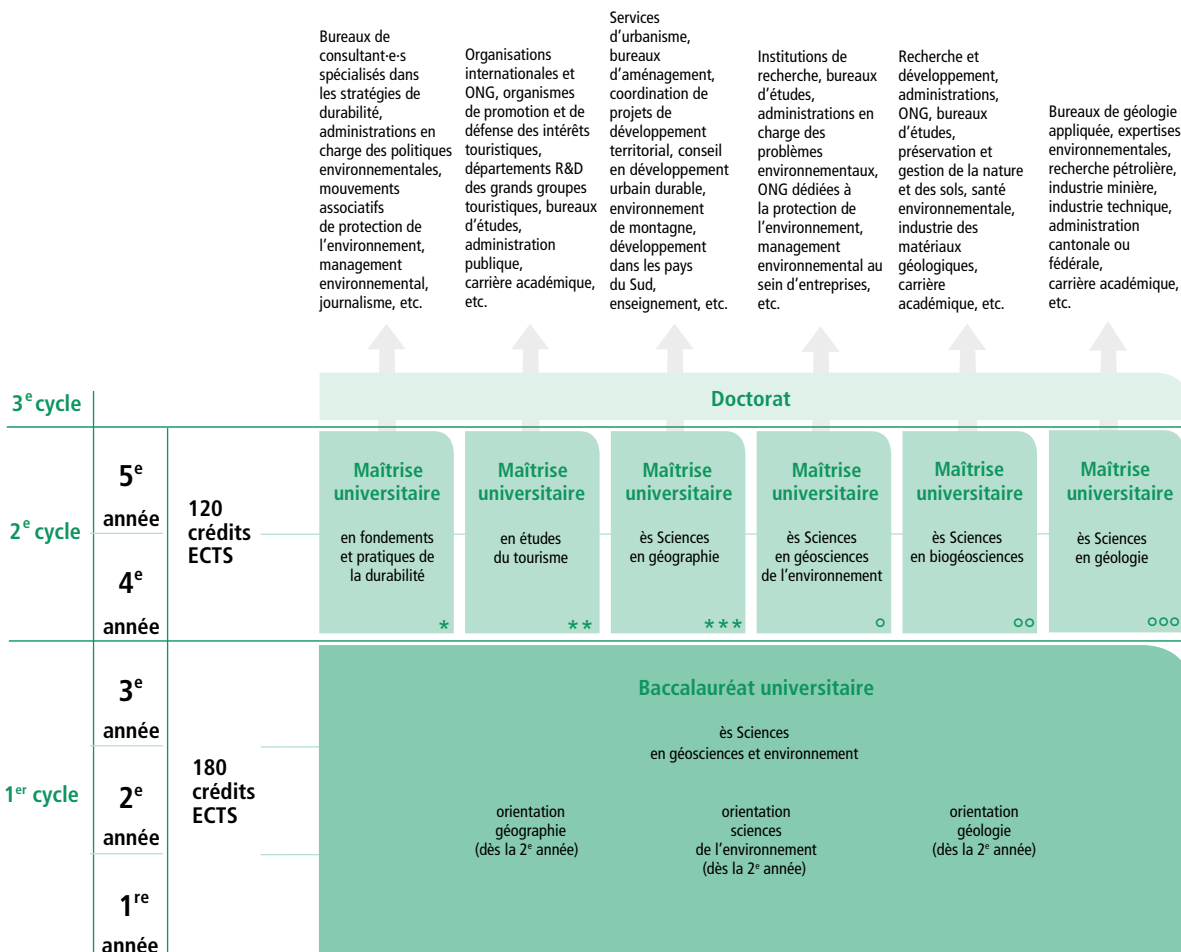 Bureaux de
consultant·e·s
spécialisés dans
les stratégies de
durabilité,
administrations en
charge des politiques
environnementales,
mouvements
associatifs
de protection de
l'environnement,
management
environnemental,
journalisme, etc.
Organisations
internationales et
ONG, organismes
de promotion et de
défense des intérêts
touristiques,
départements R&D
des grands groupes
touristiques, bureaux
d'études,
administration
publique,
carrière académique,
etc.
Services
d'urbanisme,
bureaux
d'aménagement,
coordination de
projets de
développement
territorial, conseil
en développement
urbain durable,
environnement
de montagne,
développement
dans les pays
du Sud,
enseignement, etc.
Institutions de
recherche, bureaux
d'études,
administrations en
charge des
problèmes
environnementaux,
ONG dédiées à
la protection de
l'environnement,
management
environnemental au
sein d'entreprises,
etc.
Recherche et
développement,
administrations,
ONG, bureaux
d'études,
préservation et
gestion de la nature
et des sols, santé
environnementale,
industrie des
matériaux
géologiques,
carrière
académique, etc.
Bureaux de géologie
appliquée, expertises
environnementales,
recherche pétrolière,
industrie minière,
industrie technique,
administration
cantonale ou
fédérale,
carrière académique,
etc.
3e cycle
Doctorat
2e cycle
5e
année
4e
année
120
crédits
ECTS
Maîtrise
universitaire
en fondements
et pratiques de
la durabilité
*
Maîtrise
universitaire
en études
du tourisme
**
Maîtrise
universitaire
ès Sciences
en géographie
***
Maîtrise
universitaire
ès Sciences
en géosciences
de l'environnement
°
Maîtrise
universitaire
ès Sciences
en biogéosciences
°°
Maîtrise
universitaire
ès Sciences
en géologie
°°°
1er cycle
3e
année
2e
année
1re
année
180
crédits
ECTS
Baccalauréat universitaire
ès Sciences
en géosciences et environnement
orientation
géographie
(dès la 2e année)
orientation
sciences
de l'environnement
(dès la 2e année)
orientation
géologie
(dès la 2e année)